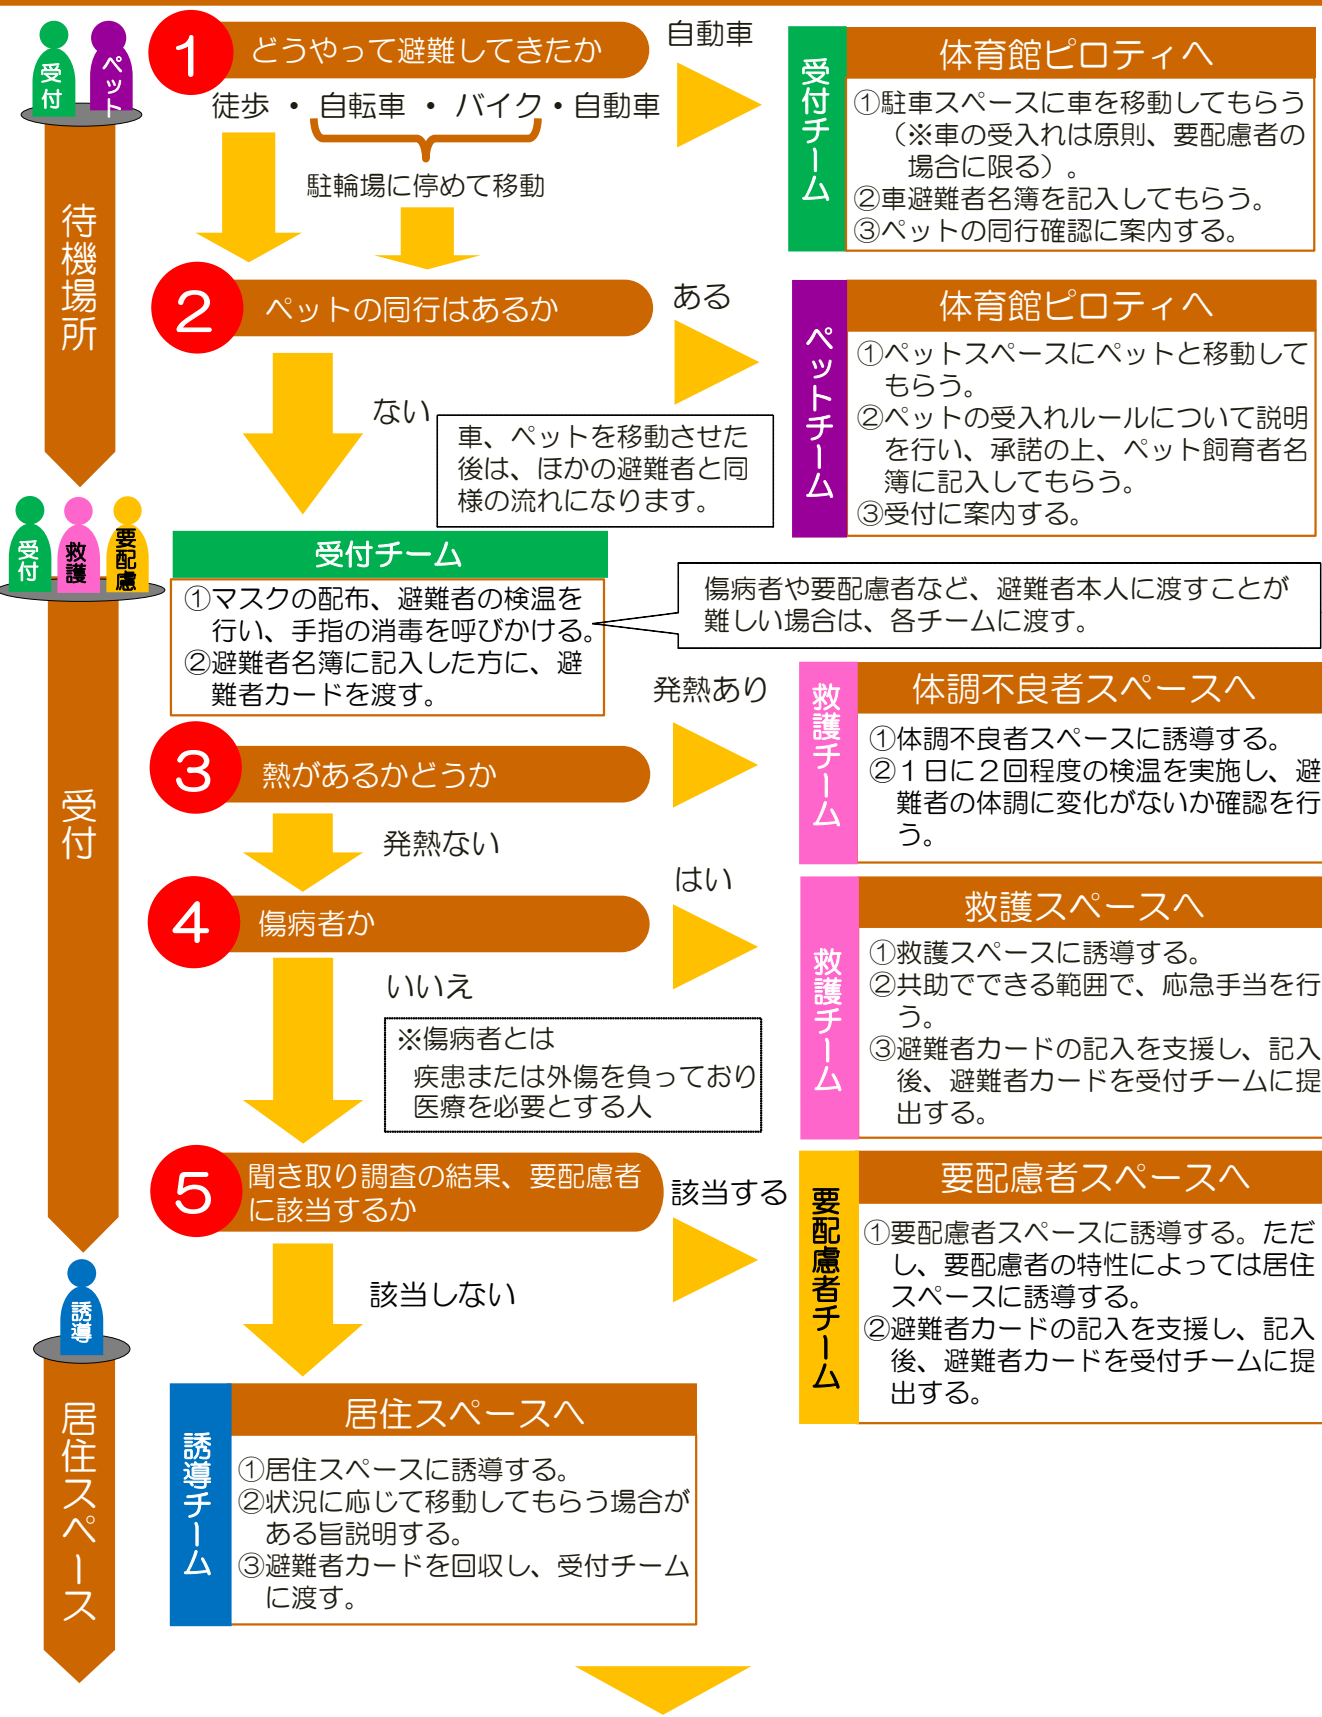 受付
ペット
待機場所
1
どうやって避難してきたか
自動車
徒歩 ・ 自転車 ・ バイク・自動車
駐輪場に停めて移動
受付チーム
体育館ピロティへ
①駐車スペースに車を移動してもらう
（※車の受入れは原則、要配慮者の
場合に限る）。
②車避難者名簿を記入してもらう。
③ペットの同行確認に案内する。
2
ペットの同行はあるか
ある
ない
車、ペットを移動させた
後は、ほかの避難者と同
様の流れになります。
ペットチーム
体育館ピロティへ
①ペットスペースにペットと移動して
もらう。
②ペットの受入れルールについて説明
を行い、承諾の上、ペット飼育者名
簿に記入してもらう。
③受付に案内する。
受付
救護
要配慮
受付
受付チーム
①マスクの配布、避難者の検温を
行い、手指の消毒を呼びかける。
②避難者名簿に記入した方に、避
難者カードを渡す。
傷病者や要配慮者など、避難者本人に渡すことが
難しい場合は、各チームに渡す。
3
熱があるかどうか
発熱あり
発熱ない
救護チーム
体調不良者スペースへ
①体調不良者スペースに誘導する。
②１日に２回程度の検温を実施し、避
難者の体調に変化がないか確認を行
う。
4
傷病者か
はい
いいえ
※傷病者とは
疾患または外傷を負っており
医療を必要とする人
救護チーム
救護スペースへ
①救護スペースに誘導する。
②共助でできる範囲で、応急手当を行
う。
③避難者カードの記入を支援し、記入
後、避難者カードを受付チームに提
出する。
5
聞き取り調査の結果、要配慮者
に該当するか
該当する
該当しない
要配慮者チーム
要配慮者スペースへ
①要配慮者スペースに誘導する。ただ
し、要配慮者の特性によっては居住
スペースに誘導する。
②避難者カードの記入を支援し、記入
後、避難者カードを受付チームに提
出する。
誘導
居住スペース
誘導チーム
居住スペースへ
①居住スペースに誘導する。
②状況に応じて移動してもらう場合が
ある旨説明する。
③避難者カードを回収し、受付チーム
に渡す。